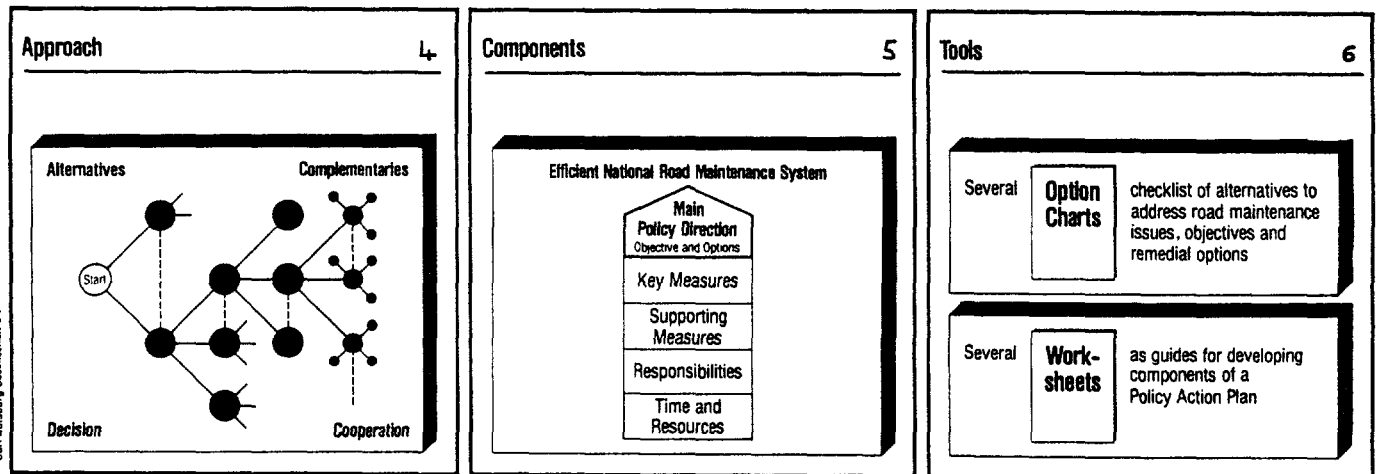 Approach 4
Alternatives
Complementaries
Start
Decision
Cooperation
Components 5
Efficient National Road Maintenance System
Main
Policy Direction
Objective and Options
Key Measures
Supporting
Measures
Responsibilities
Time and
Resources
Tools 6
Several
Option
Charts
checklist of alternatives to
address road maintenance
issues, objectives and
remedial options
Several
Work-
sheets
as guides for developing
components of a
Policy Action Plan